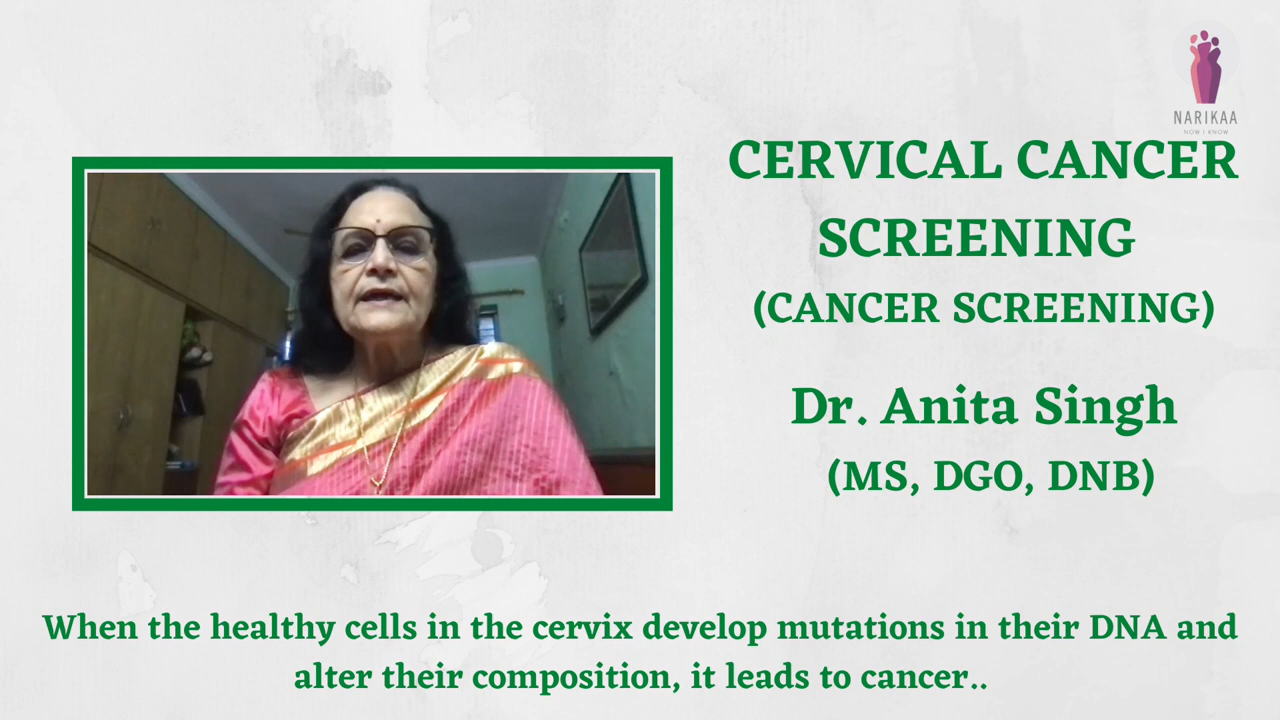 NARIKAA
NOW I KNOW
CERVICAL CANCER
SCREENING
(CANCER SCREENING)
Dr. Anita Singh
(MS, DGO, DNB)
When the healthy cells in the cervix develop mutations in their DNA and
alter their composition, it leads to cancer..